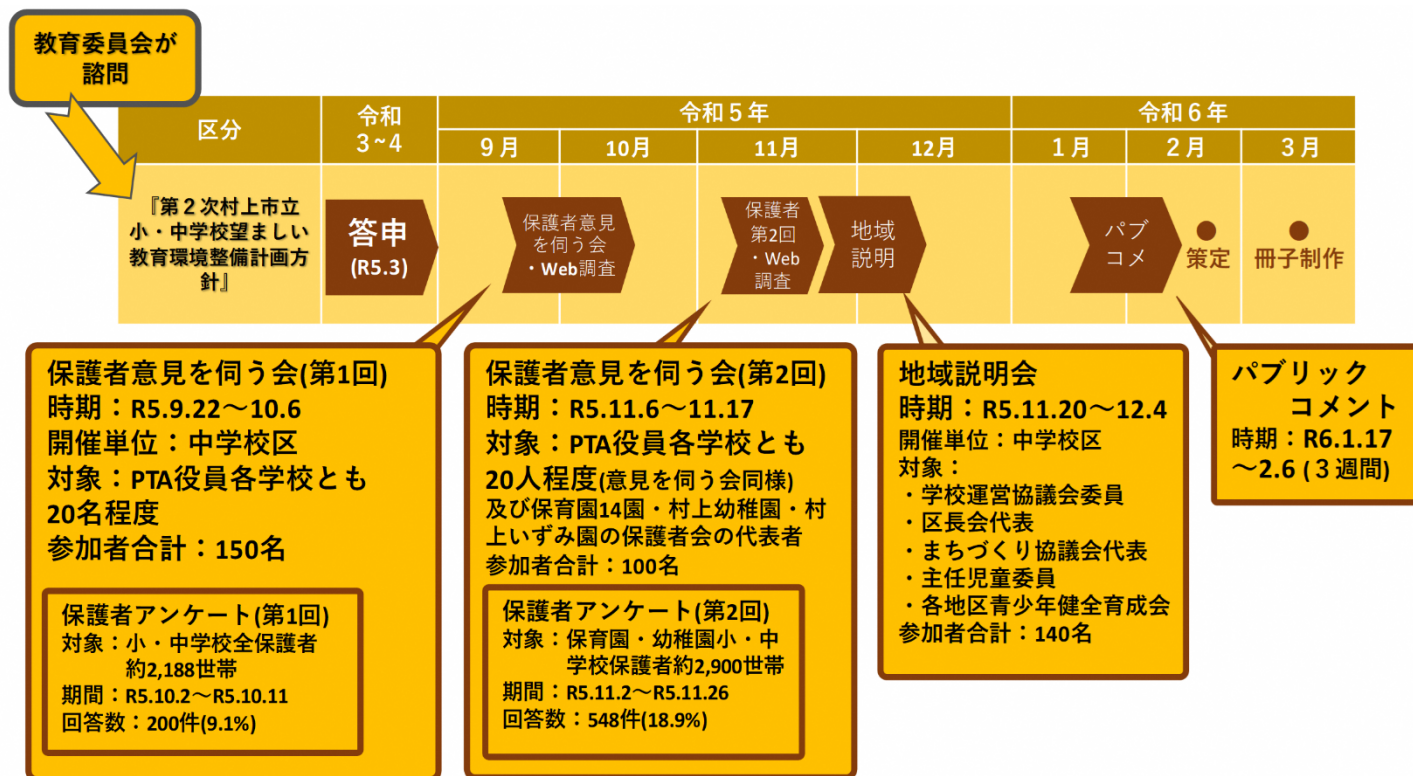 教育委員会が
諮問
区分
令和
3~4
令和５年
令和６年
９月
10月
11月
12月
１月
２月
３月
『第２次村上市立
小・中学校望ましい
教育環境整備計画方
針』
答申
(R5.3)
保護者意見
を伺う会
・Web調査
保護者
第2回
・Web
調査
地域
説明
パブ
コメ
●
策定
●
冊子制作
保護者意見を伺う会(第1回)
時期：R5.9.22～10.6
開催単位：中学校区
対象：PTA役員各学校とも
20名程度
参加者合計：150名
保護者アンケート(第1回)
対象：小・中学校全保護者
約2,188世帯
期間：R5.10.2～R5.10.11
回答数：200件(9.1%)
保護者意見を伺う会(第2回)
時期：R5.11.6～11.17
対象：PTA役員各学校とも
20人程度(意見を伺う会同様)
及び保育園14園・村上幼稚園・村
上いずみ園の保護者会の代表者
参加者合計：100名
保護者アンケート(第2回)
対象：保育園・幼稚園小・中
学校保護者約2,900世帯
期間：R5.11.2～R5.11.26
回答数：548件(18.9%)
地域説明会
時期：R5.11.20～12.4
開催単位：中学校区
対象：
・学校運営協議会委員
・区長会代表
・まちづくり協議会代表
・主任児童委員
・各地区青少年健全育成会
参加者合計：140名
パブリック
コメント
時期：R6.1.17
～2.6 (３週間)